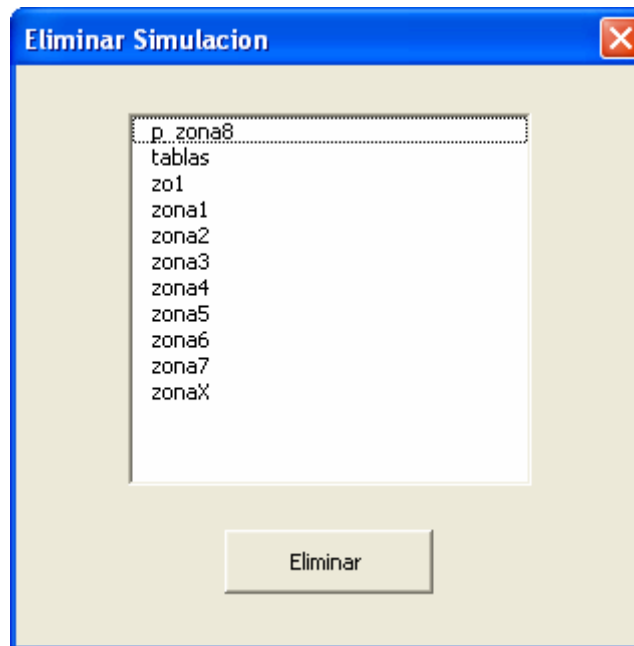 Eliminar Simulacion
p_zona8
tablas
zo1
zona1
zona2
zona3
zona4
zona5
zona6
zona7
zonaX
Eliminar